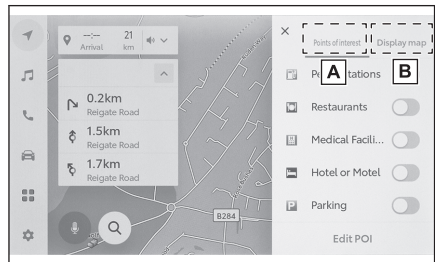 --:--
Arrival
21
km
0.2km
Reigate Road
1.5km
Reigate Road
1.7km
Reigate Road
B284
Points of interest
Display map
A
B
Pe tations
Restaurants
Medical Facili...
Hotel or Motel
Parking
Edit POI